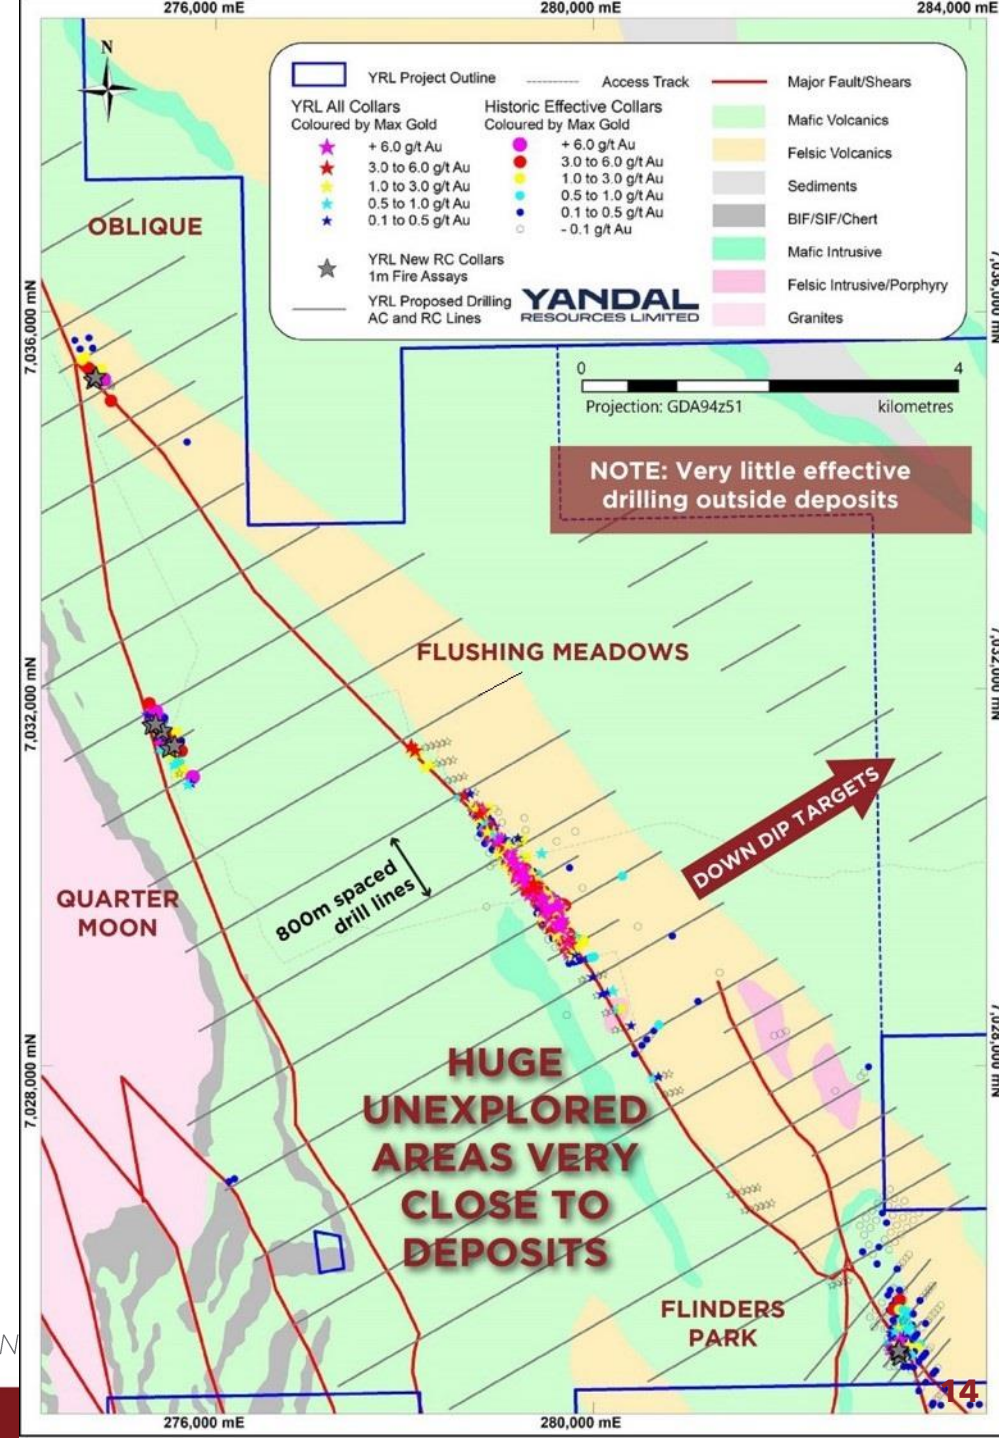 276,000 mE
280,000 mE
284,000 mE
N
YRL Project Outline
Access Track
Major Fault/Shears
YRL All Collars
Coloured by Max Gold
+ 6.0 g/t Au
3.0 to 6.0 g/t Au
1.0 to 3.0 g/t Au
0.5 to 1.0 g/t Au
0.1 to 0.5 g/t Au
Historic Effective Collars
Coloured by Max Gold
+ 6.0 g/t Au
3.0 to 6.0 g/t Au
1.0 to 3.0 g/t Au
0.5 to 1.0 g/t Au
0.1 to 0.5 g/t Au
- 0.1 g/t Au
Mafic Volcanics
Felsic Volcanics
Sediments
BIF/SIF/Chert
Mafic Intrusive
Felsic Intrusive/Porphyry
Granites
YRL New RC Collars
1m Fire Assays
YRL Proposed Drilling
AC and RC Lines
YANDAL
RESOURCES LIMITED
OBLIQUE
7,036,000 mN
7,036,000 mN
0
4
Projection: GDA94z51
kilometres
NOTE: Very little effective
drilling outside deposits
FLUSHING MEADOWS
7,032,000 mN
7,032,000 mN
DOWN DIP TARGETS
800m spaced
drill lines
QUARTER
MOON
7,028,000 mN
7,028,000 mN
HUGE
UNEXPLORED
AREAS VERY
CLOSE TO
DEPOSITS
FLINDERS
PARK
N
14
276,000 mE
280,000 mE